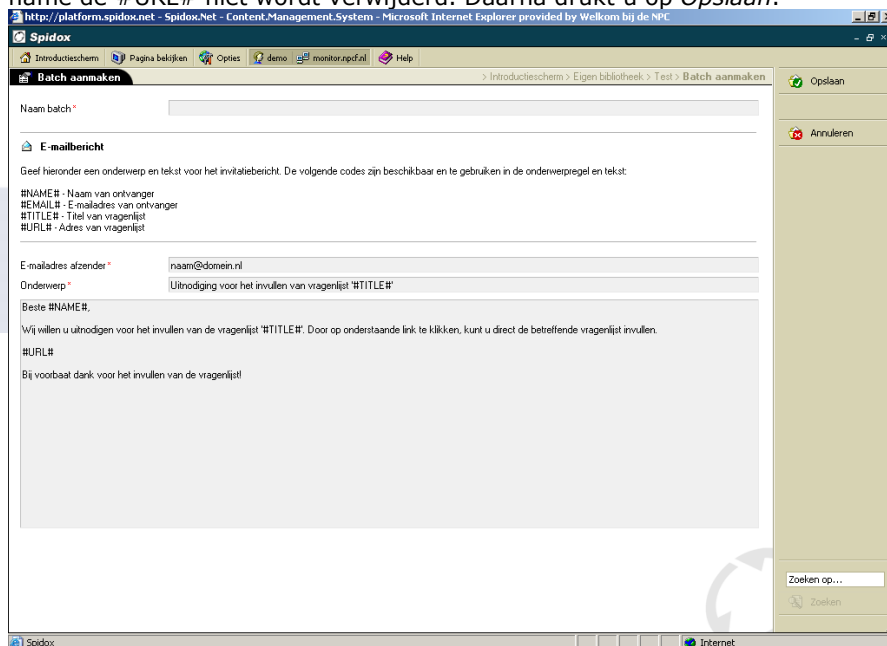 name de #URL# niet wordt verwijderd. Daarna drukt u op Opslaan.
http://platform.spidox.net - Spidox.Net - Content.Management.System - Microsoft Internet Explorer provided by Welkom bij de NPC
Spidox
Introductiescherm Pagina bekijken Opties demo monitor.npcf.nl Help
Batch aanmaken > Introductiescherm > Eigen bibliotheek > Test > Batch aanmaken
Opslaan
Naam batch*
Annuleren
E-mailbericht
Geef hieronder een onderwerp en tekst voor het invitatiebericht. De volgende codes zijn beschikbaar en te gebruiken in de onderwerpregel en tekst:
#NAME# - Naam van ontvanger
#EMAIL# - E-mailadres van ontvanger
#TITLE# - Titel van vragenlijst
#URL# - Adres van vragenlijst
E-mailadres afzender* naam@domein.nl
Onderwerp* Uitnodiging voor het invullen van vragenlijst '#TITLE#'
Beste #NAME#,
Wij willen u uitnodigen voor het invullen van de vragenlijst '#TITLE#'. Door op onderstaande link te klikken, kunt u direct de betreffende vragenlijst invullen.
#URL#
Bij voorbaat dank voor het invullen van de vragenlijst!
Zoeken op...
Zoeken
Spidox Internet